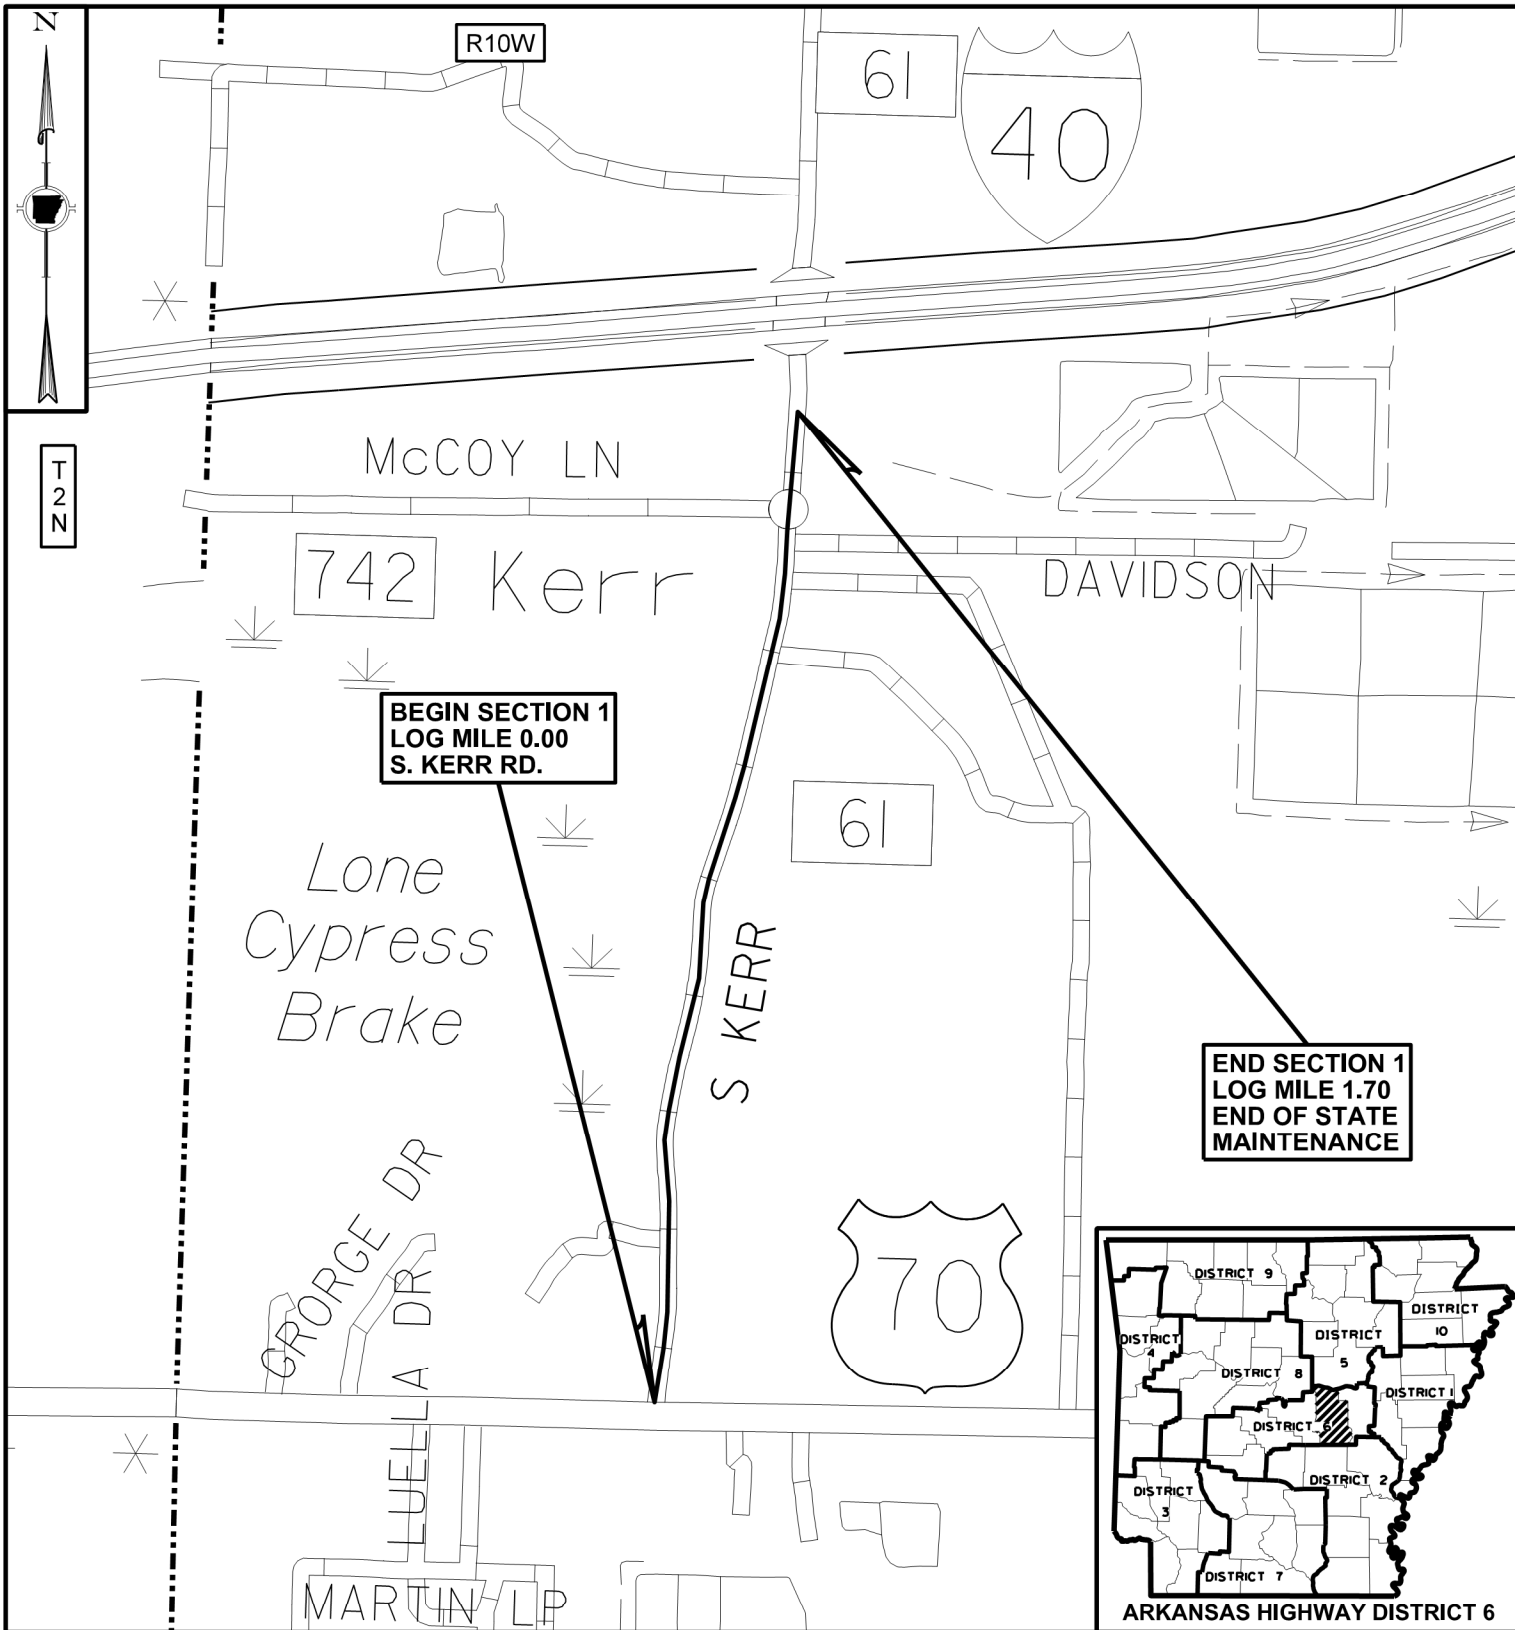 N
R10W
61
40
T
2
N
McCOY LN
742
Kerr
DAVIDSON
BEGIN SECTION 1
LOG MILE 0.00
S. KERR RD.
61
Lone
Cypress
Brake
S KERR
END SECTION 1
LOG MILE 1.70
END OF STATE
MAINTENANCE
GRORGE DR
LUELLA DR
70
MARTIN LP
DISTRICT 9
DISTRICT
10
DISTRICT
4
DISTRICT
5
DISTRICT 8
DISTRICT 1
DISTRICT 6
DISTRICT 2
DISTRICT
3
DISTRICT 7
ARKANSAS HIGHWAY DISTRICT 6